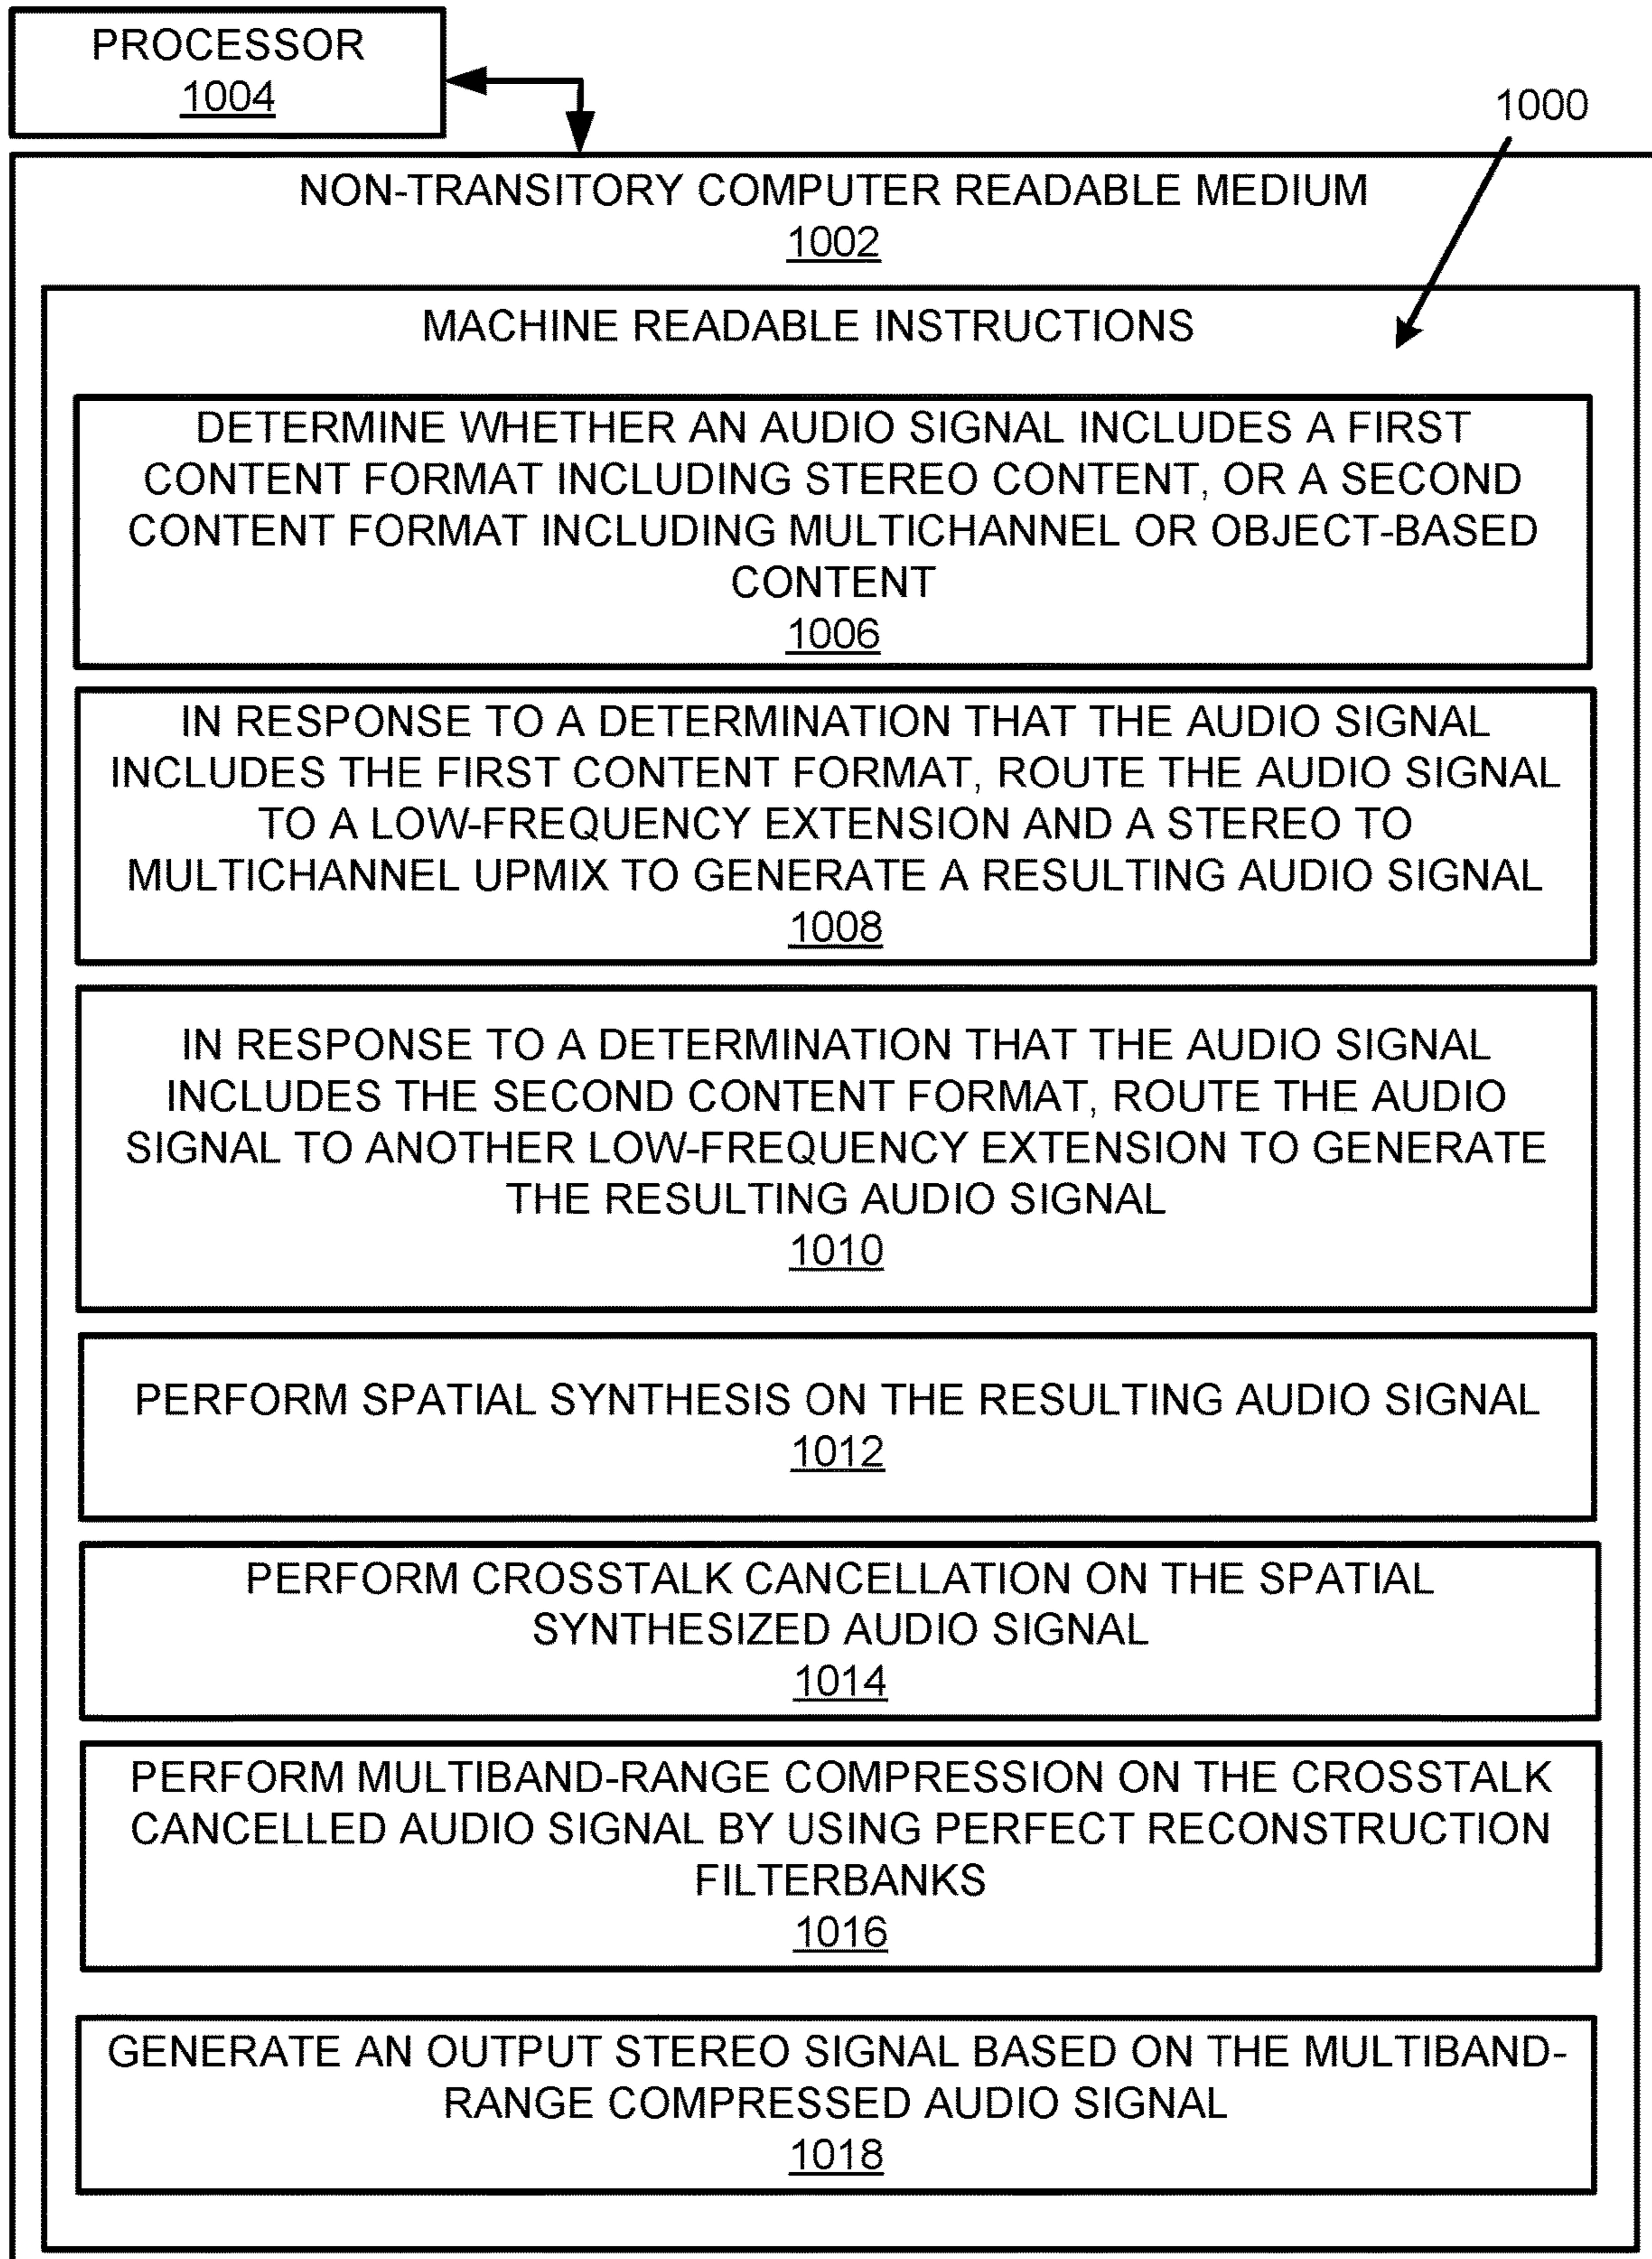 PROCESSOR
1004
1000
NON-TRANSITORY COMPUTER READABLE MEDIUM
1002
MACHINE READABLE INSTRUCTIONS
DETERMINE WHETHER AN AUDIO SIGNAL INCLUDES A FIRST
CONTENT FORMAT INCLUDING STEREO CONTENT, OR A SECOND
CONTENT FORMAT INCLUDING MULTICHANNEL OR OBJECT-BASED
CONTENT
1006
IN RESPONSE TO A DETERMINATION THAT THE AUDIO SIGNAL
INCLUDES THE FIRST CONTENT FORMAT, ROUTE THE AUDIO SIGNAL
TO A LOW-FREQUENCY EXTENSION AND A STEREO TO
MULTICHANNEL UPMIX TO GENERATE A RESULTING AUDIO SIGNAL
1008
IN RESPONSE TO A DETERMINATION THAT THE AUDIO SIGNAL
INCLUDES THE SECOND CONTENT FORMAT, ROUTE THE AUDIO
SIGNAL TO ANOTHER LOW-FREQUENCY EXTENSION TO GENERATE
THE RESULTING AUDIO SIGNAL
1010
PERFORM SPATIAL SYNTHESIS ON THE RESULTING AUDIO SIGNAL
1012
PERFORM CROSSTALK CANCELLATION ON THE SPATIAL
SYNTHESIZED AUDIO SIGNAL
1014
PERFORM MULTIBAND-RANGE COMPRESSION ON THE CROSSTALK
CANCELLED AUDIO SIGNAL BY USING PERFECT RECONSTRUCTION
FILTERBANKS
1016
GENERATE AN OUTPUT STEREO SIGNAL BASED ON THE MULTIBAND-
RANGE COMPRESSED AUDIO SIGNAL
1018